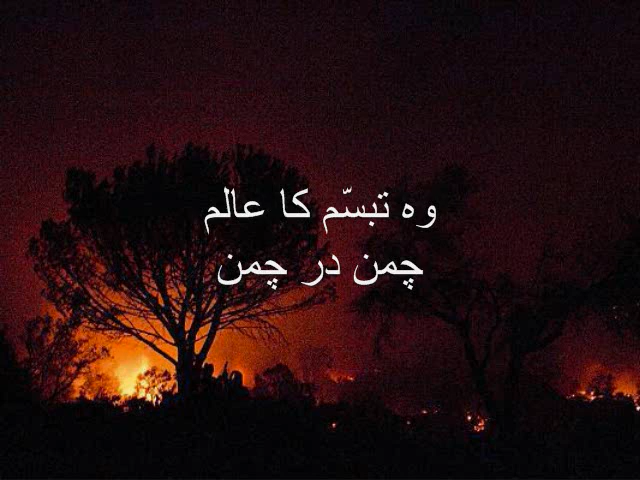 وہ تبسّم کا عالم
چمن در چمن